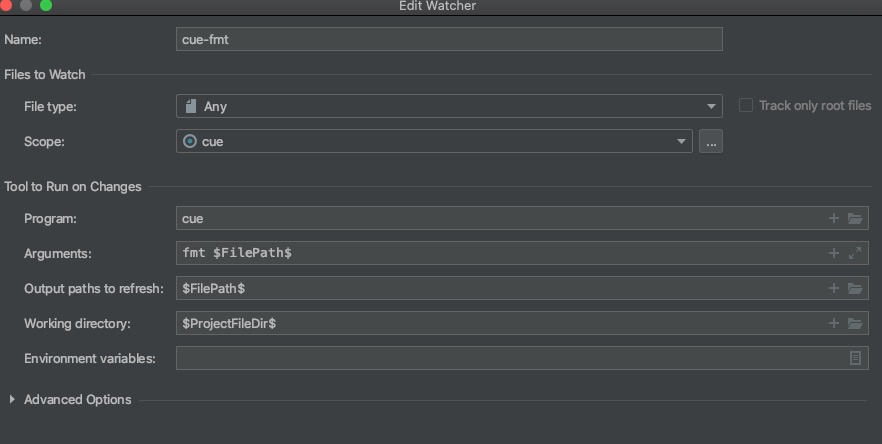 Edit Watcher
Name: cue-fmt
Files to Watch
File type: Any Track only root files
Scope: cue ...
Tool to Run on Changes
Program: cue
Arguments: fmt $FilePath$
Output paths to refresh: $FilePath$
Working directory: $ProjectFileDir$
Environment variables:
Advanced Options